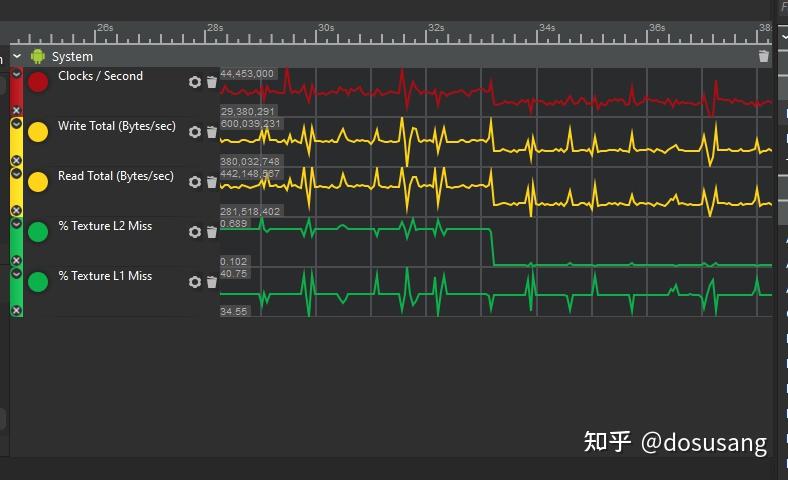 26s 28s 30s 32s 34s 36s 38s
System
Clocks / Second
44,453,000
29,380,291
Write Total (Bytes/sec)
600,039,231
380,032,748
Read Total (Bytes/sec)
442,148,567
281,518,402
% Texture L2 Miss
0.889
0.102
% Texture L1 Miss
40.75
34.55
知乎 @dosusang